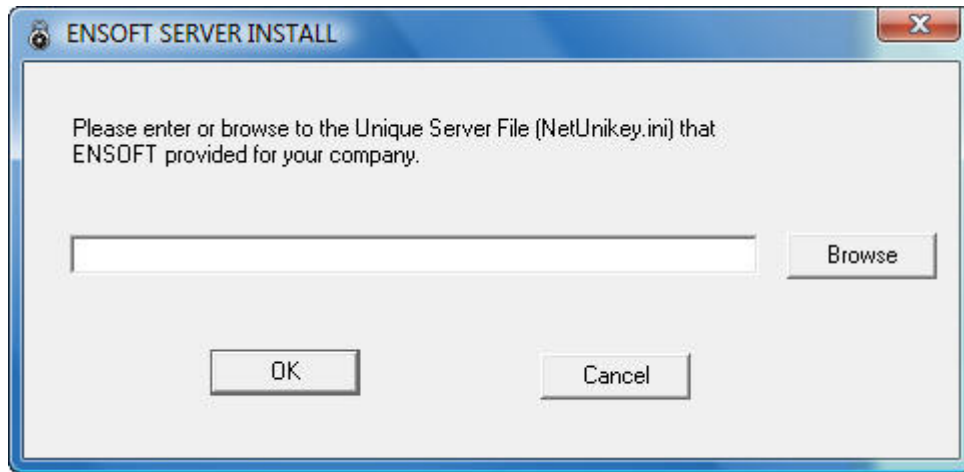 ENSOFT SERVER INSTALL
Please enter or browse to the Unique Server File (NetUnikey.ini) that
ENSOFT provided for your company.
Browse
OK
Cancel